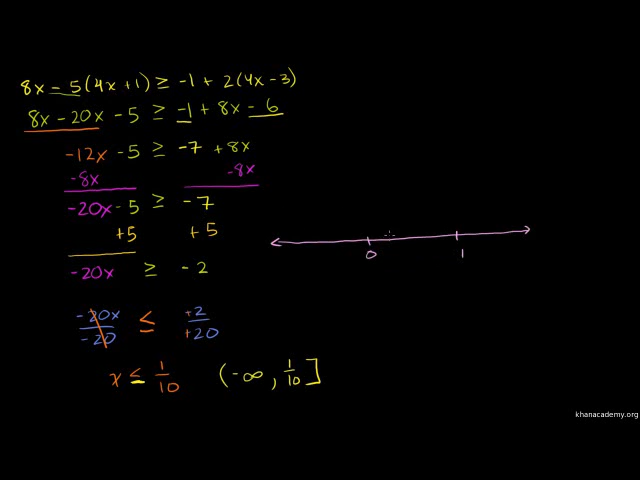 8x - 5(4x + 1) ≥ -1 + 2(4x - 3)
8x - 20x - 5 ≥ -1 + 8x - 6
-12x - 5 ≥ -7 + 8x
-8x -8x
-20x - 5 ≥ -7
+5 +5
-20x ≥ -2
-20x/-20 ≤ +2/+20
x ≤ 1/10 (-∞, 1/10]
0 1
khanacademy.org